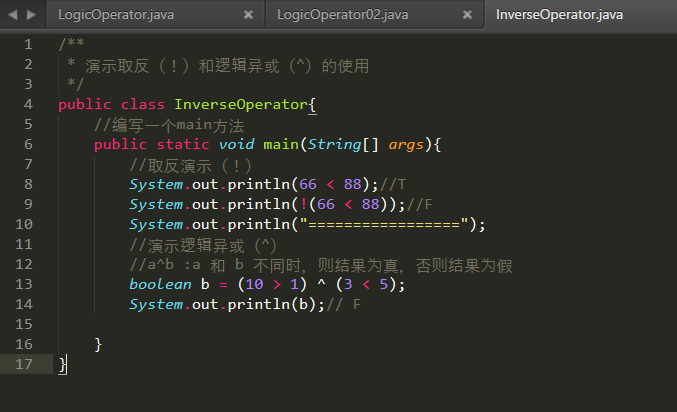 LogicOperator.java × LogicOperator02.java × InverseOperator.java
1 /**
2 * 演示取反（！）和逻辑异或（^）的使用
3 */
4 public class InverseOperator{
5 //编写一个main方法
6 public static void main(String[] args){
7 //取反演示（！）
8 System.out.println(66 < 88);//T
9 System.out.println(!(66 < 88));//F
10 System.out.println("=================");
11 //演示逻辑异或（^）
12 //a^b :a 和 b 不同时，则结果为真，否则结果为假
13 boolean b = (10 > 1) ^ (3 < 5);
14 System.out.println(b);// F
15
16 }
17 }